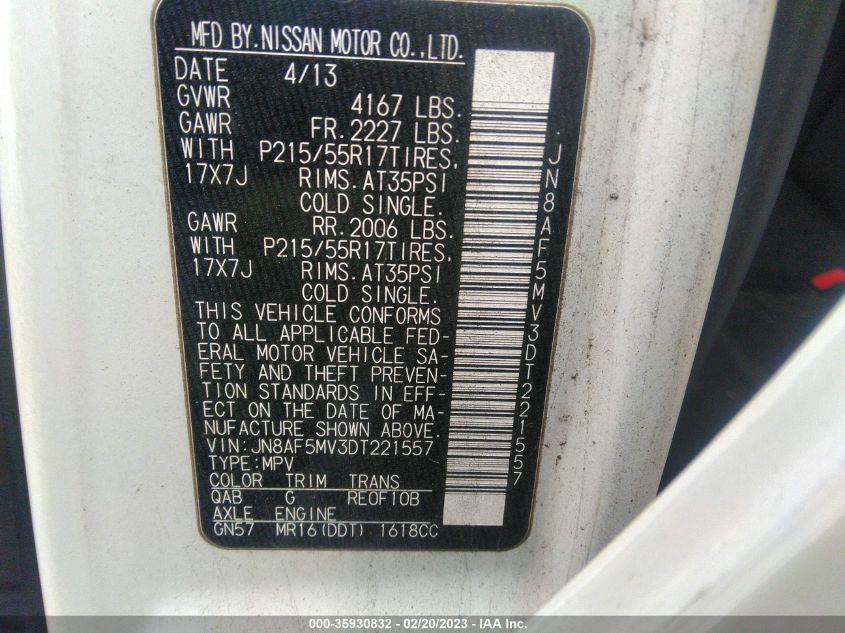 MFD BY.NISSAN MOTOR CO.,LTD.
DATE 4/13
GVWR 4167 LBS.
GAWR FR.2227 LBS.
WITH P215/55R17TIRES,
17X7J RIMS.AT35PSI
COLD SINGLE.
GAWR RR.2006 LBS.
WITH P215/55R17TIRES,
17X7J RIMS.AT35PSI
COLD SINGLE.
THIS VEHICLE CONFORMS
TO ALL APPLICABLE FED-
ERAL MOTOR VEHICLE SA-
FETY AND THEFT PREVEN-
TION STANDARDS IN EFF-
ECT ON THE DATE OF MA-
NUFACTURE SHOWN ABOVE.
VIN:JN8AF5MV3DT221557
TYPE:MPV
COLOR TRIM TRANS
QAB G RE0F10B
AXLE ENGINE
GN57 MR16(DDT) 1618CC
JN8AF5MV3DT221557
000-35930832 - 02/20/2023 - IAA Inc.